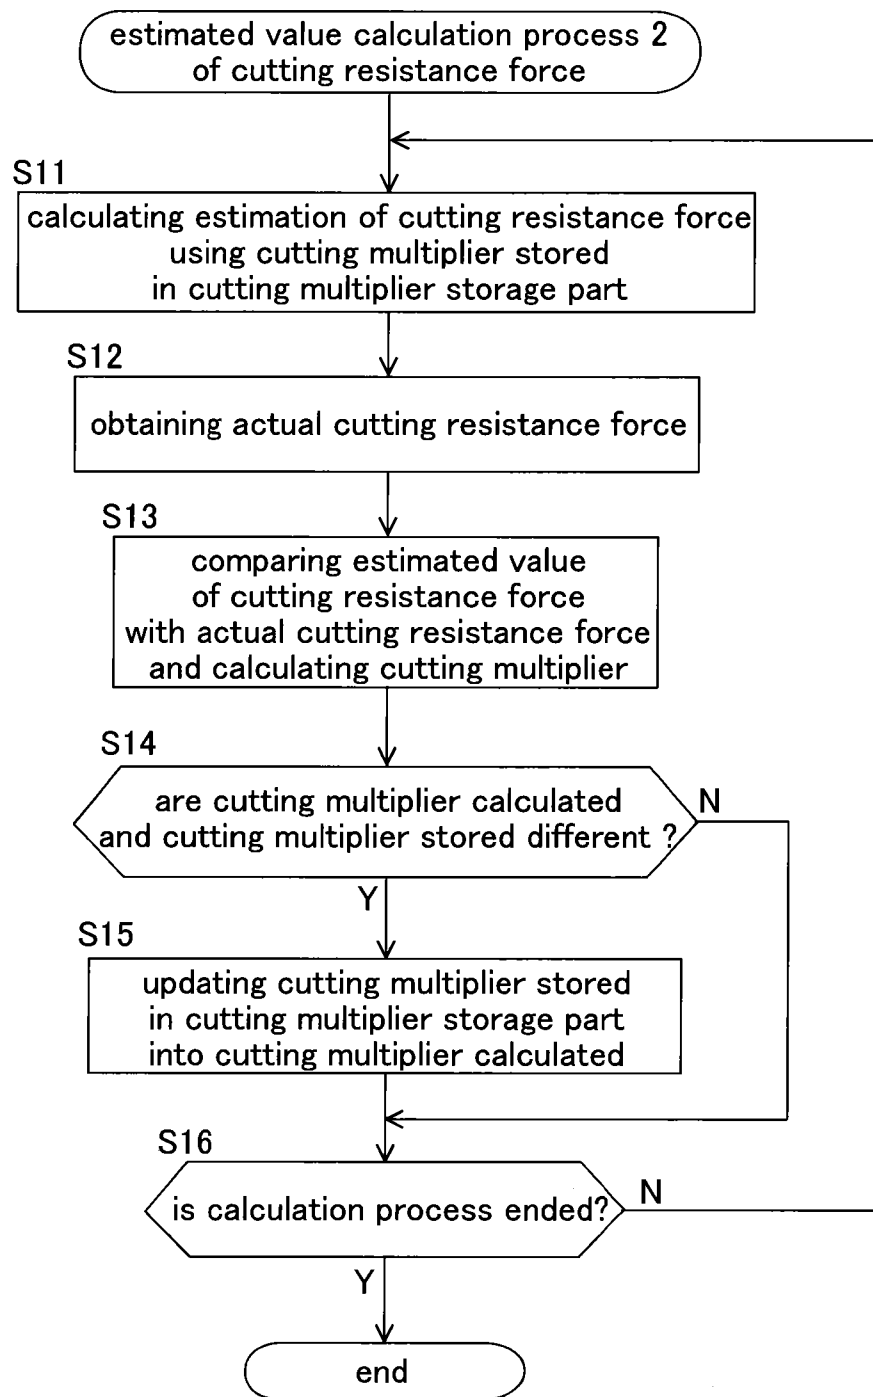 estimated value calculation process 2
of cutting resistance force
S11
calculating estimation of cutting resistance force
using cutting multiplier stored
in cutting multiplier storage part
S12
obtaining actual cutting resistance force
S13
comparing estimated value
of cutting resistance force
with actual cutting resistance force
and calculating cutting multiplier
S14
are cutting multiplier calculated
and cutting multiplier stored different ?
N
Y
S15
updating cutting multiplier stored
in cutting multiplier storage part
into cutting multiplier calculated
S16
is calculation process ended?
N
Y
end